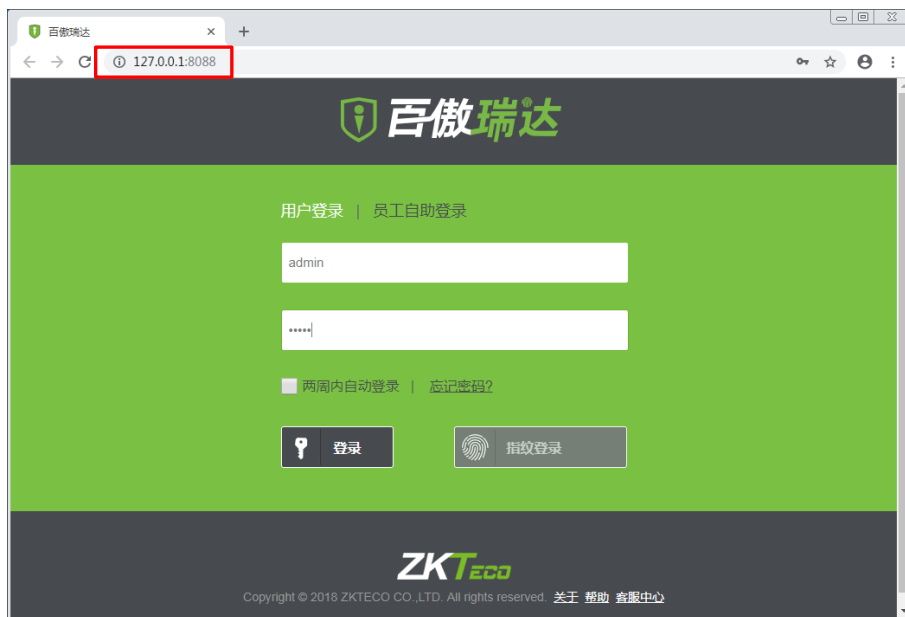 百傲瑞达
127.0.0.1:8088
百傲瑞达
用户登录 | 员工自助登录
admin
•••••
两周内自动登录 | 忘记密码?
登录 指纹登录
ZKTECO
Copyright © 2018 ZKTECO CO.,LTD. All rights reserved. 关于 帮助 客服中心